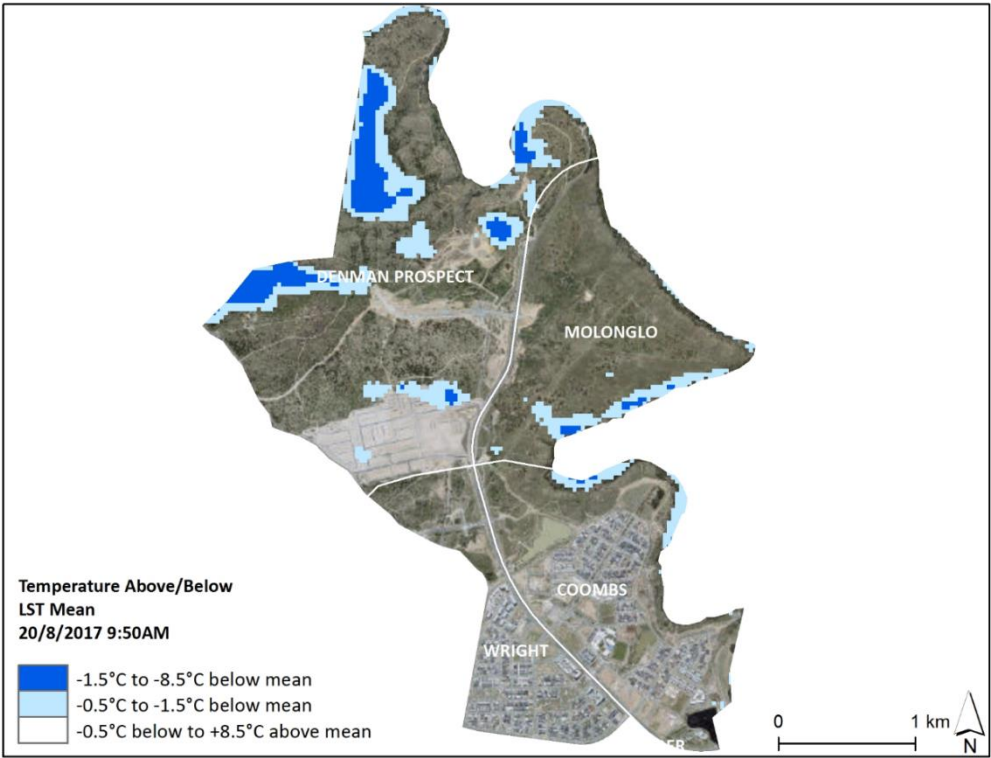 DENMAN PROSPECT
MOLONGLO
COOMBS
WRIGHT
Temperature Above/Below
LST Mean
20/8/2017 9:50AM
-1.5°C to -8.5°C below mean
-0.5°C to -1.5°C below mean
-0.5°C below to +8.5°C above mean
0 1 km
N